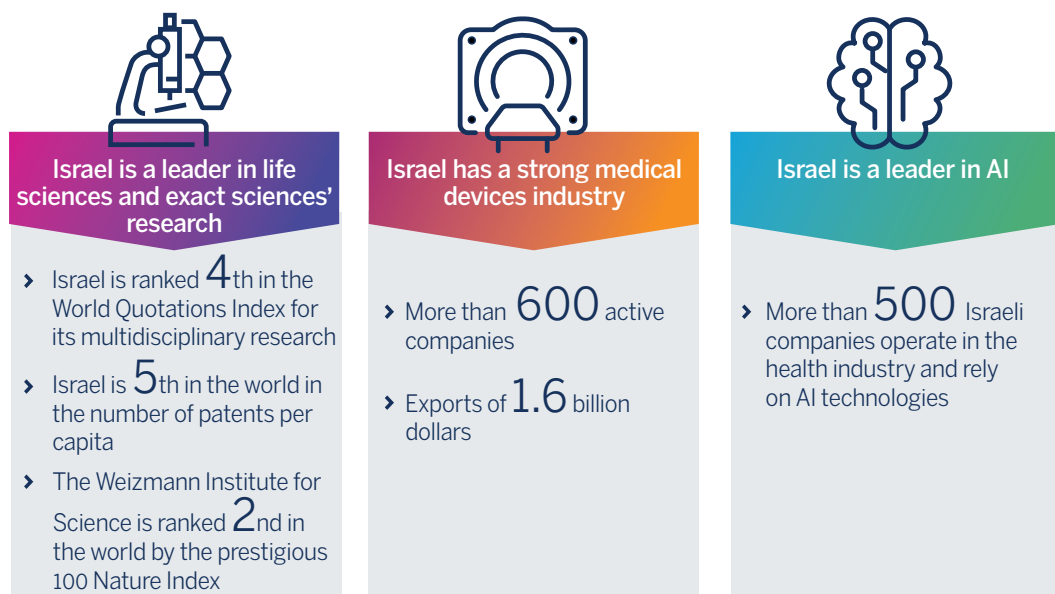 Israel is a leader in life
sciences and exact sciences’
research
› Israel is ranked 4th in the
World Quotations Index for
its multidisciplinary research
› Israel is 5th in the world in
the number of patents per
capita
› The Weizmann Institute for
Science is ranked 2nd in
the world by the prestigious
100 Nature Index
Israel has a strong medical
devices industry
› More than 600 active
companies
› Exports of 1.6 billion
dollars
Israel is a leader in AI
› More than 500 Israeli
companies operate in the
health industry and rely
on AI technologies